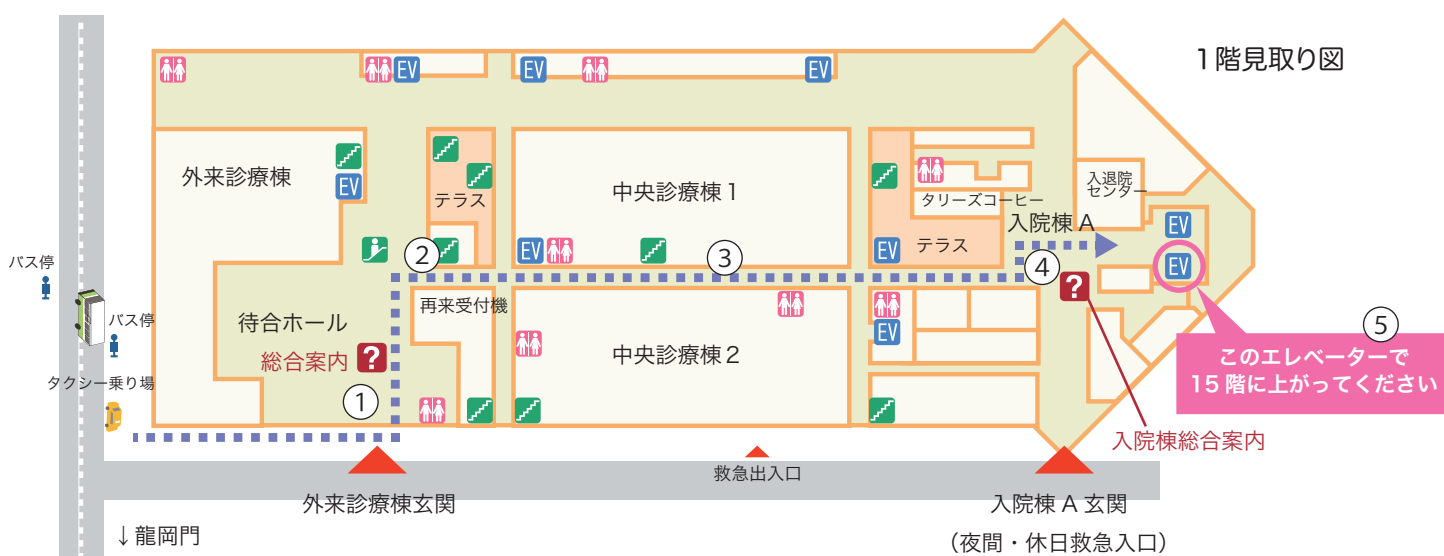 1階見取り図
EV
EV
EV
外来診療棟
EV
テラス
中央診療棟1
入退院
センター
タリーズコーヒー
入院棟 A
EV
EV
②
EV
③
EV
テラス
④
EV
?
バス停
バス停
待合ホール
再来受付機
総合案内
?
中央診療棟2
EV
⑤
このエレベーターで
15 階に上がってください
タクシー乗り場
①
入院棟総合案内
救急出入口
外来診療棟玄関
入院棟 A 玄関
↓龍岡門
（夜間・休日救急入口）